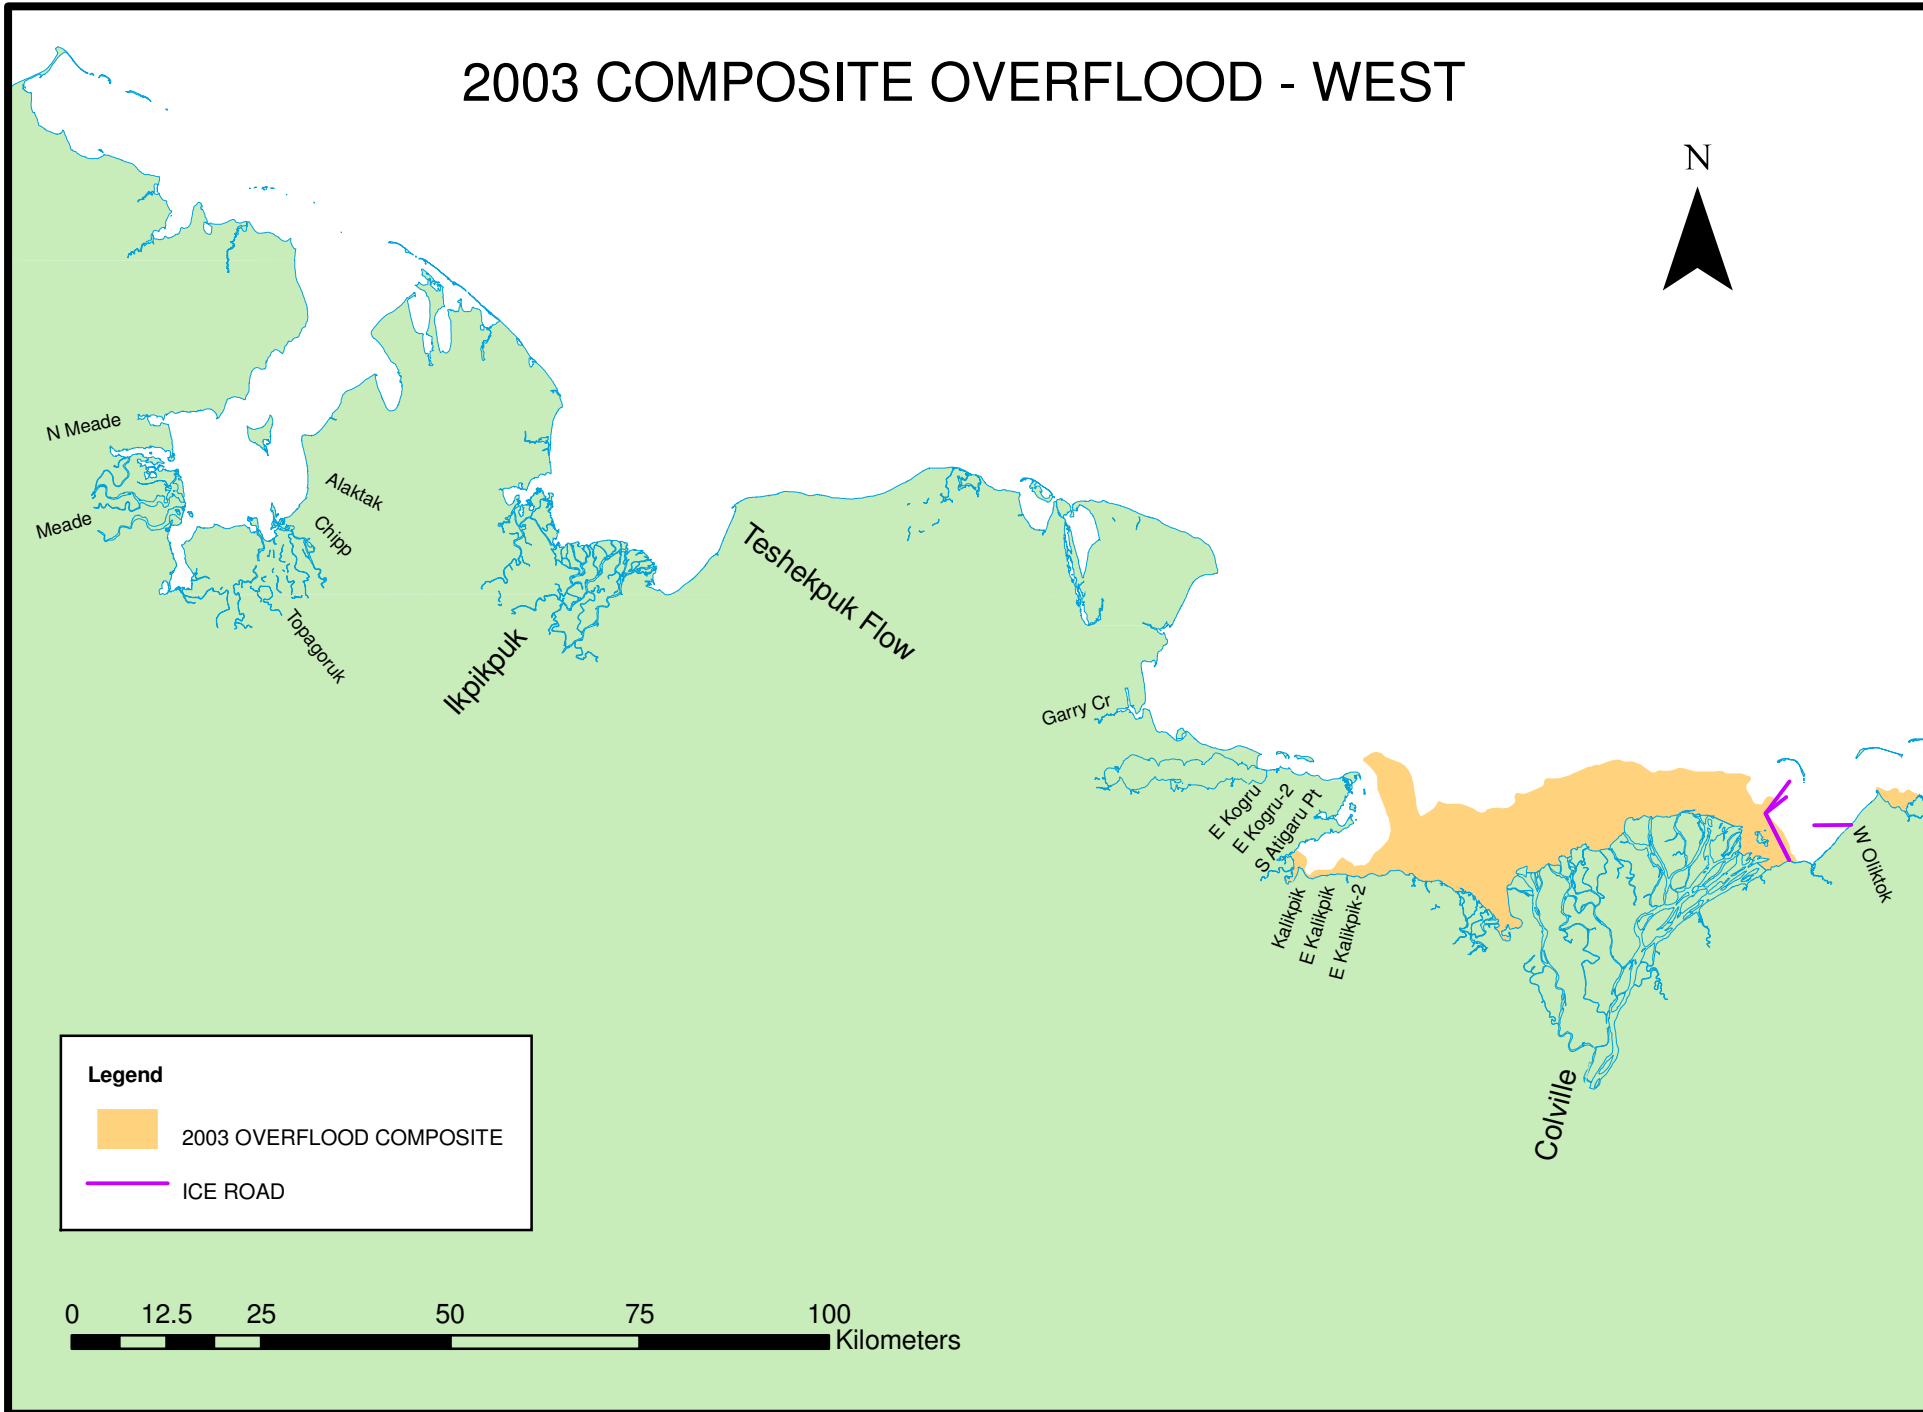 2003 COMPOSITE OVERFLOOD - WEST
N
N Meade
Meade
Alaktak
Chipp
Topagoruk
Ikpikpuk
Teshekpuk Flow
Garry Cr
E Kogru
E Kogru-2
S Atigaru Pt
Kalikpik
E Kalikpik
E Kalikpik-2
Colville
W Oliktok
Legend
2003 OVERFLOOD COMPOSITE
ICE ROAD
0 12.5 25 50 75 100
Kilometers